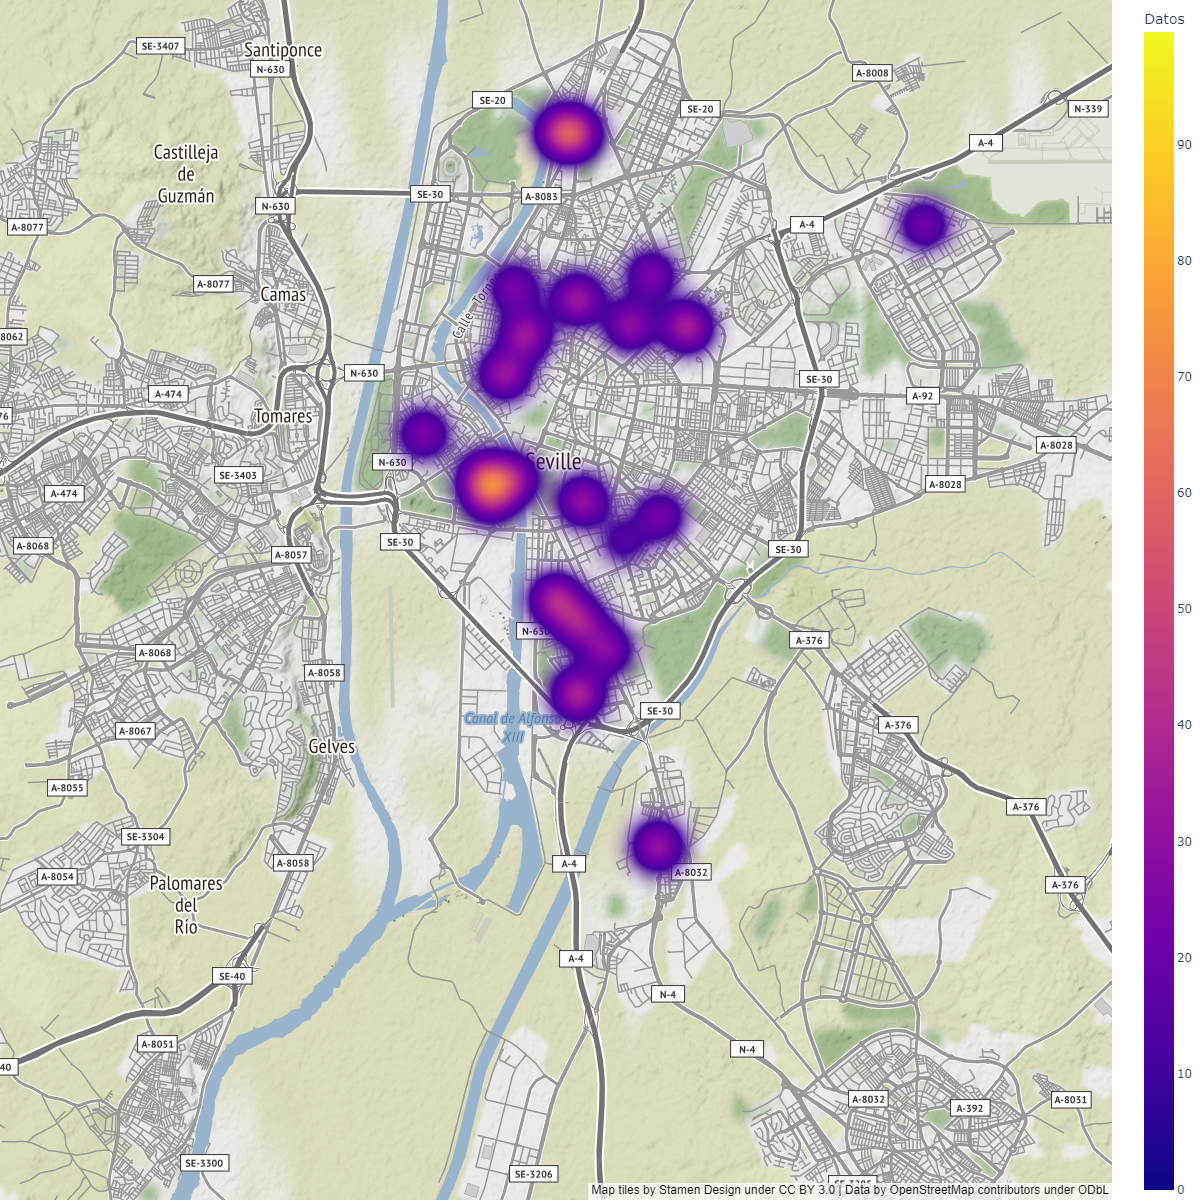 Datos
SE-3407
Santiponce
N-630
A-8008
SE-20
SE-20
N-339
A-4
Castilleja
de
Guzmán
SE-30
A-8083
N-630
A-8077
A-4
A-8077
Camas
8062
N-630
SE-30
A-474
A-92
76
Tomares
A-8028
N-630
Seville
SE-3403
A-8028
A-474
SE-30
A-8068
SE-30
A-8057
N-630
A-376
A-8068
A-8058
SE-30
Canal de Alfonso
XIII
A-376
A-8067
Gelves
A-8055
A-376
SE-3304
A-8058
A-4
A-8032
A-8054
Palomares
del
Río
A-376
A-4
SE-40
N-4
A-8051
N-4
40
A-8032
A-392
A-8031
SE-3300
SE-3206
90
80
70
60
50
40
30
20
10
0
Map tiles by Stamen Design under CC BY 3.0 | Data by OpenStreetMap contributors under ODbL